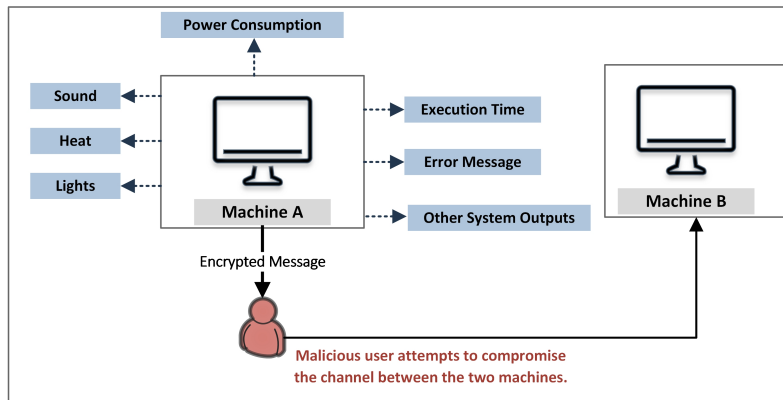 Power Consumption
Sound
Heat
Lights
Execution Time
Error Message
Other System Outputs
Machine A
Machine B
Encrypted Message
Malicious user attempts to compromise
the channel between the two machines.